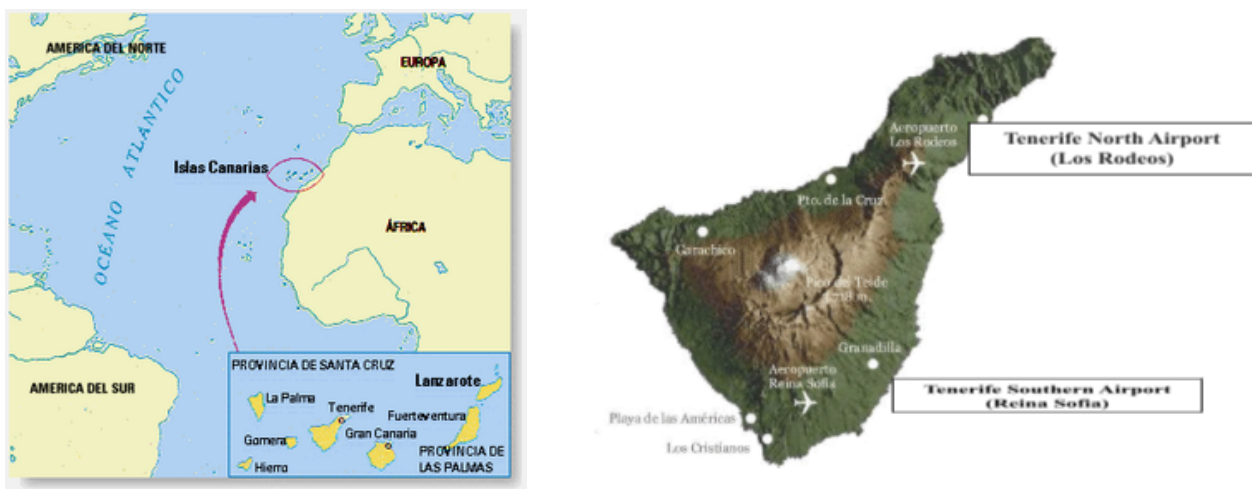 AMERICA DEL NORTE
EUROPA
OCÉANO ATLANTICO
Islas Canarias
ÁFRICA
AMERICA DEL SUR
PROVINCIA DE SANTA CRUZ
Lanzarote
La Palma
Tenerife
Fuerteventura
Gomera
Gran Canaria
Hierro
PROVINCIA DE
LAS PALMAS
Aeropuerto
Los Rodeos
Tenerife North Airport
(Los Rodeos)
Pto. de la Cruz
Garachico
Pico del Teide
m.
Granadilla
Aeropuerto
Reina Sofia
Tenerife Southern Airport
(Reina Sofia)
Playa de las Américas
Los Cristianos